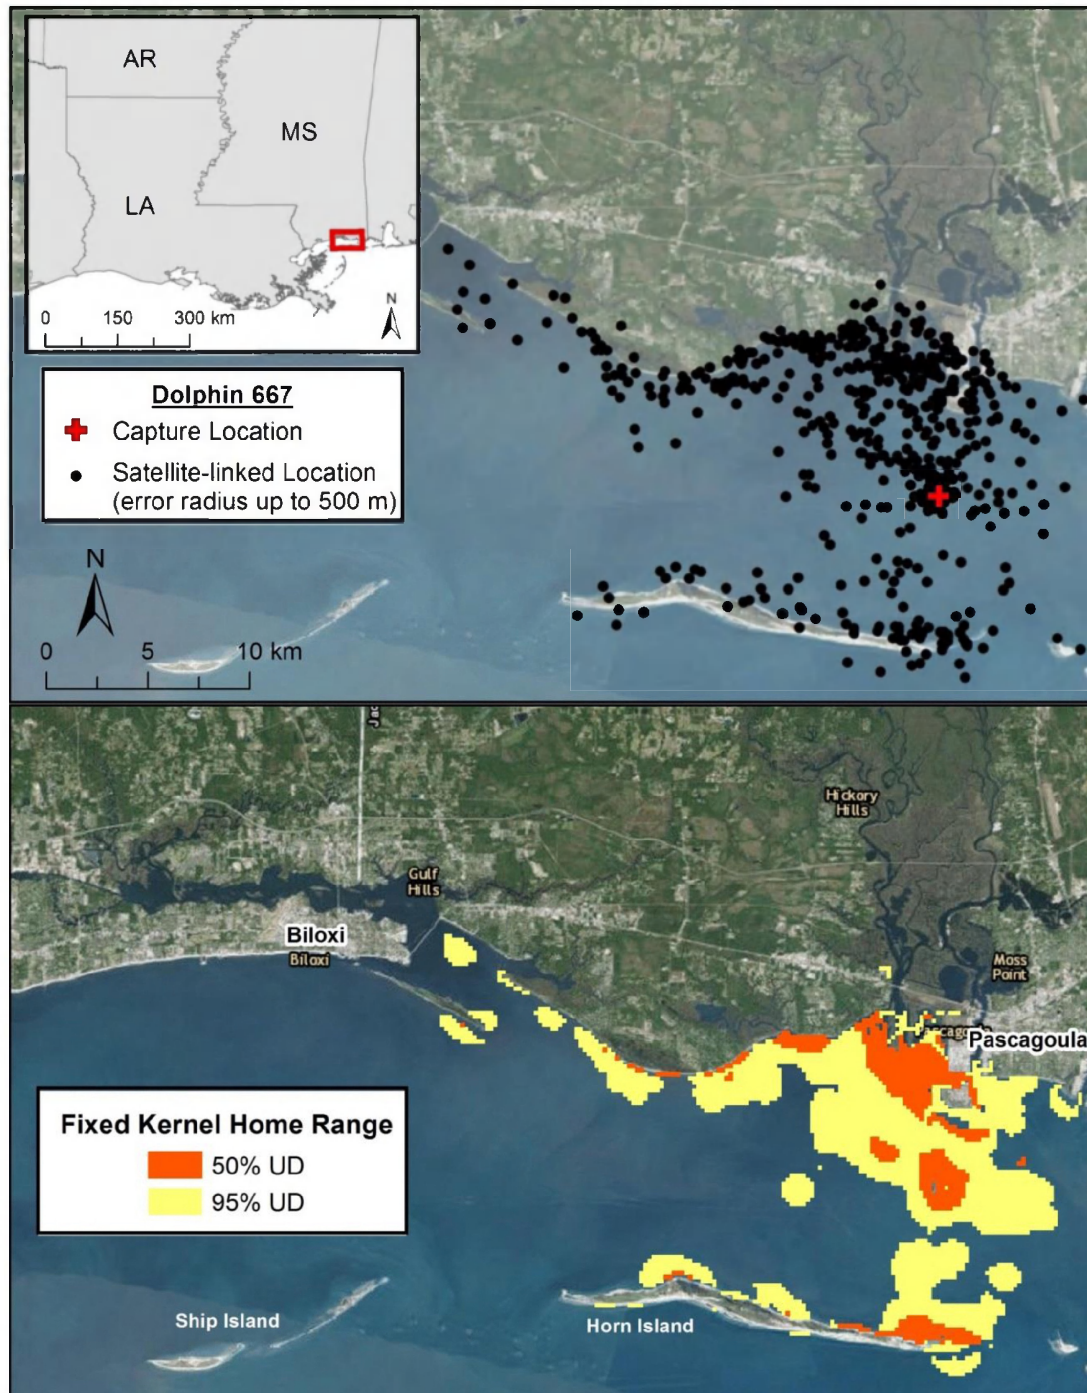 AR
MS
LA
N
0 150 300 km
Dolphin 667
Capture Location
Satellite-linked Location
(error radius up to 500 m)
N
0 5 10 km
Hickory
Hills
Gulf
Hills
Biloxi
Biloxi
Moss
Point
Pascagoula
Fixed Kernel Home Range
50% UD
95% UD
Ship Island
Horn Island